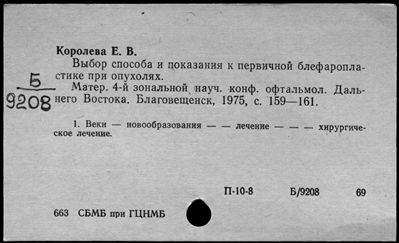 Королева Е. В.
Выбор способа и показания к первичной блефаропла-
стике при опухолях.
Б
9208
Матер. 4-й зональной науч. конф. офтальмол. Даль-
него Востока. Благовещенск, 1975, с. 159—161.
1. Веки — новообразования — — лечение — — — хирургиче-
ское лечение.
П-10-8 Б/9208 69
663 СБМБ при ГЦНМБ